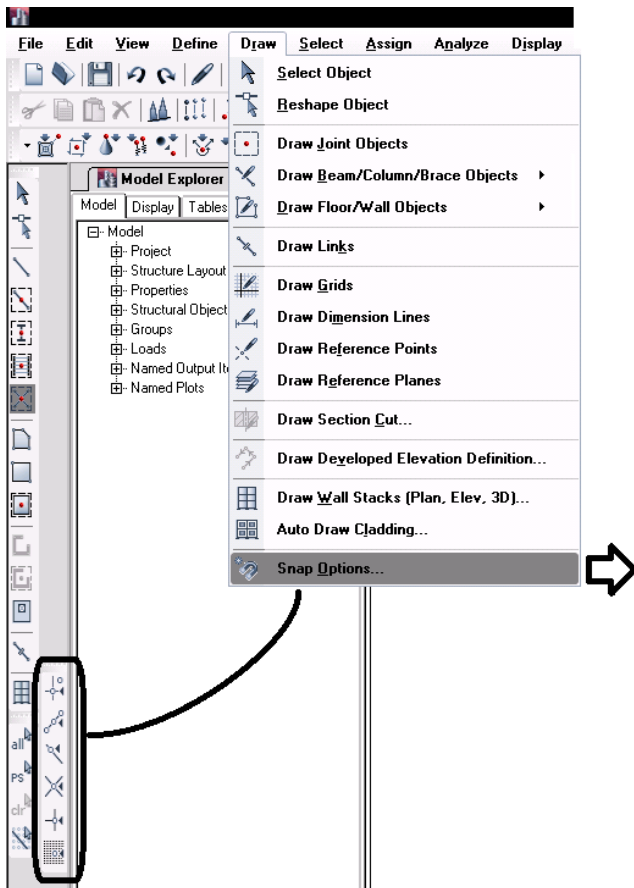 File Edit View Define Draw Select Assign Analyze Display
Select Object
Reshape Object
Draw Joint Objects
Draw Beam/Column/Brace Objects
Draw Floor/Wall Objects
Draw Links
Draw Grids
Draw Dimension Lines
Draw Reference Points
Draw Reference Planes
Draw Section Cut...
Draw Developed Elevation Definition...
Draw Wall Stacks (Plan, Elev, 3D)...
Auto Draw Cladding...
Snap Options...
Model Explorer
Model Display Tables
Model
Project
Structure Layout
Properties
Structural Object
Groups
Loads
Named Output It
Named Plots
all
PS
clr